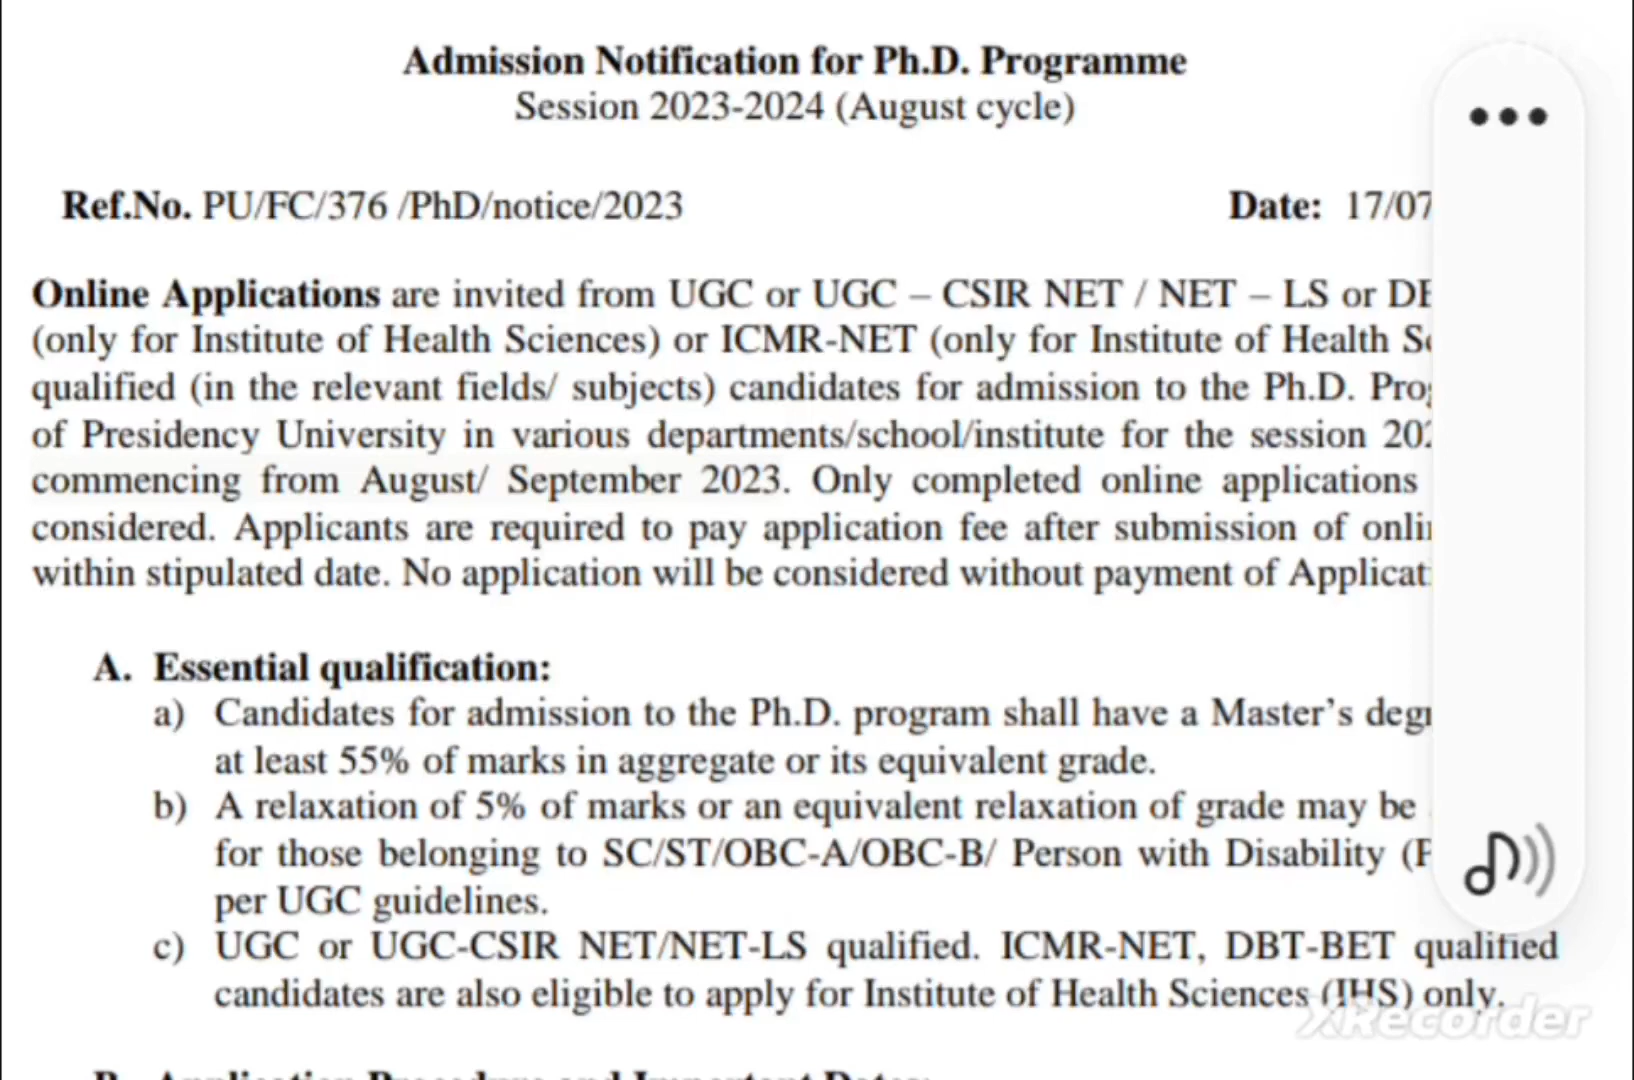 Admission Notification for Ph.D. Programme
Session 2023-2024 (August cycle)
Ref.No. PU/FC/376 /PhD/notice/2023
Date: 17/07
Online Applications are invited from UGC or UGC – CSIR NET / NET – LS or
(only for Institute of Health Sciences) or ICMR-NET (only for Institute of Health
qualified (in the relevant fields/ subjects) candidates for admission to the Ph.D.
of Presidency University in various departments/school/institute for the session
commencing from August/ September 2023. Only completed online applications
considered. Applicants are required to pay application fee after submission of
within stipulated date. No application will be considered without payment of
A. Essential qualification:
a) Candidates for admission to the Ph.D. program shall have a Master’s
at least 55% of marks in aggregate or its equivalent grade.
b) A relaxation of 5% of marks or an equivalent relaxation of grade may be
for those belonging to SC/ST/OBC-A/OBC-B/ Person with Disability
per UGC guidelines.
c) UGC or UGC-CSIR NET/NET-LS qualified. ICMR-NET, DBT-BET qualified
candidates are also eligible to apply for Institute of Health Sciences (IHS) only.
XRecorder